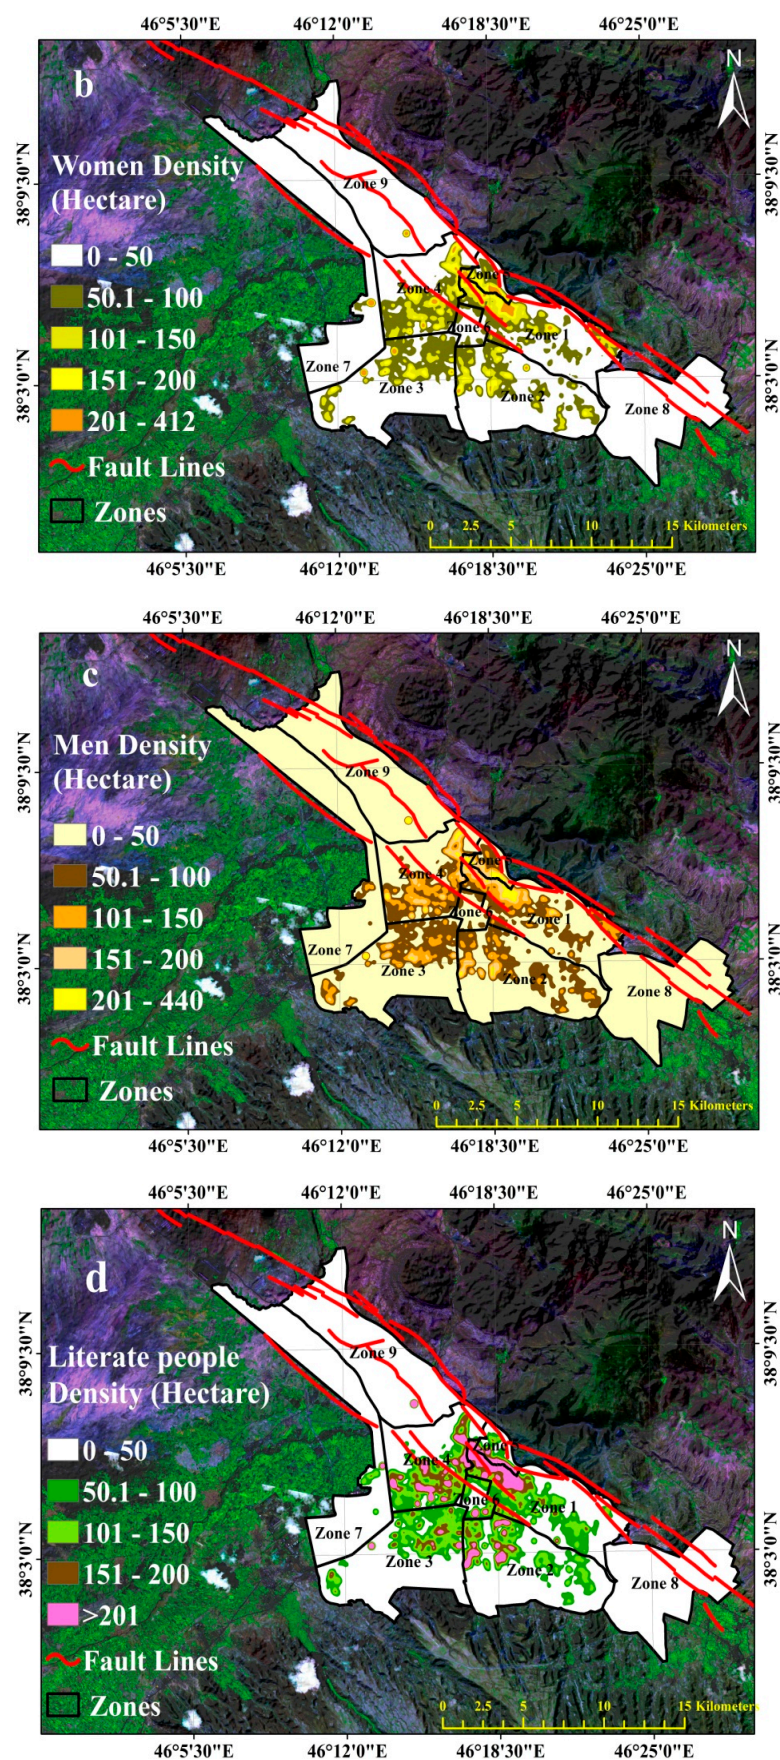 46°5'30"E 46°12'0"E 46°18'30"E 46°25'0"E
b
N
38°9'30"N 38°9'30"N
Women Density
(Hectare)
0 - 50
50.1 - 100
101 - 150
151 - 200
201 - 412
Fault Lines
Zones
Zone 9
Zone 4
Zone 1
Zone 7
Zone 3
Zone 2
Zone 8
38°3'0"N 38°3'0"N
0 2.5 5 10 15 Kilometers
46°5'30"E 46°12'0"E 46°18'30"E 46°25'0"E
46°5'30"E 46°12'0"E 46°18'30"E 46°25'0"E
c
N
38°9'30"N 38°9'30"N
Men Density
(Hectare)
0 - 50
50.1 - 100
101 - 150
151 - 200
201 - 440
Fault Lines
Zones
Zone 9
Zone 4
Zone 1
Zone 7
Zone 3
Zone 2
Zone 8
38°3'0"N 38°3'0"N
0 2.5 5 10 15 Kilometers
46°5'30"E 46°12'0"E 46°18'30"E 46°25'0"E
46°5'30"E 46°12'0"E 46°18'30"E 46°25'0"E
d
N
38°9'30"N 38°9'30"N
Literate people
Density (Hectare)
0 - 50
50.1 - 100
101 - 150
151 - 200
>201
Fault Lines
Zones
Zone 9
Zone 4
Zone 1
Zone 7
Zone 3
Zone 2
Zone 8
38°3'0"N 38°3'0"N
0 2.5 5 10 15 Kilometers
46°5'30"E 46°12'0"E 46°18'30"E 46°25'0"E